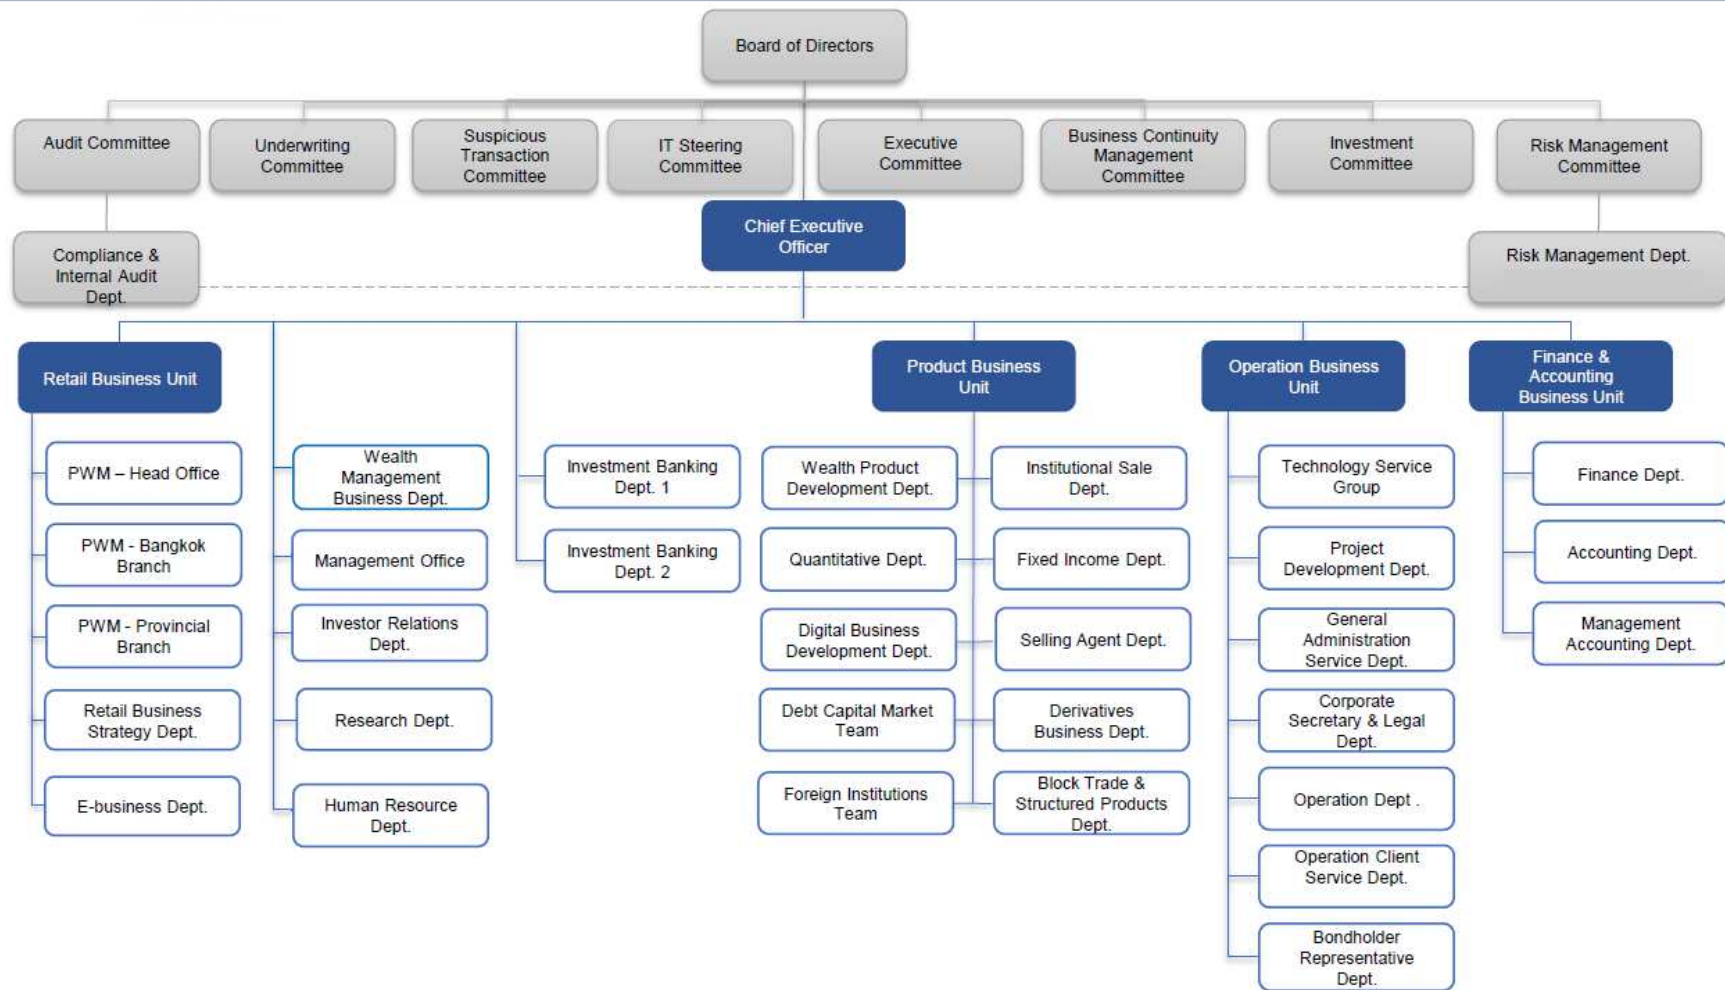 Board of Directors
Audit Committee
Underwriting
Committee
Suspicious
Transaction
Committee
IT Steering
Committee
Executive
Committee
Business Continuity
Management
Committee
Investment
Committee
Risk Management
Committee
Chief Executive
Officer
Compliance &
Internal Audit
Dept.
Risk Management Dept.
Retail Business Unit
Product Business
Unit
Operation Business
Unit
Finance &
Accounting
Business Unit
PWM – Head Office
PWM - Bangkok
Branch
PWM - Provincial
Branch
Retail Business
Strategy Dept.
E-business Dept.
Wealth
Management
Business Dept.
Management Office
Investor Relations
Dept.
Research Dept.
Human Resource
Dept.
Investment Banking
Dept. 1
Investment Banking
Dept. 2
Wealth Product
Development Dept.
Quantitative Dept.
Digital Business
Development Dept.
Debt Capital Market
Team
Foreign Institutions
Team
Institutional Sale
Dept.
Fixed Income Dept.
Selling Agent Dept.
Derivatives
Business Dept.
Block Trade &
Structured Products
Dept.
Technology Service
Group
Project
Development Dept.
General
Administration
Service Dept.
Corporate
Secretary & Legal
Dept.
Operation Dept .
Operation Client
Service Dept.
Bondholder
Representative
Dept.
Finance Dept.
Accounting Dept.
Management
Accounting Dept.